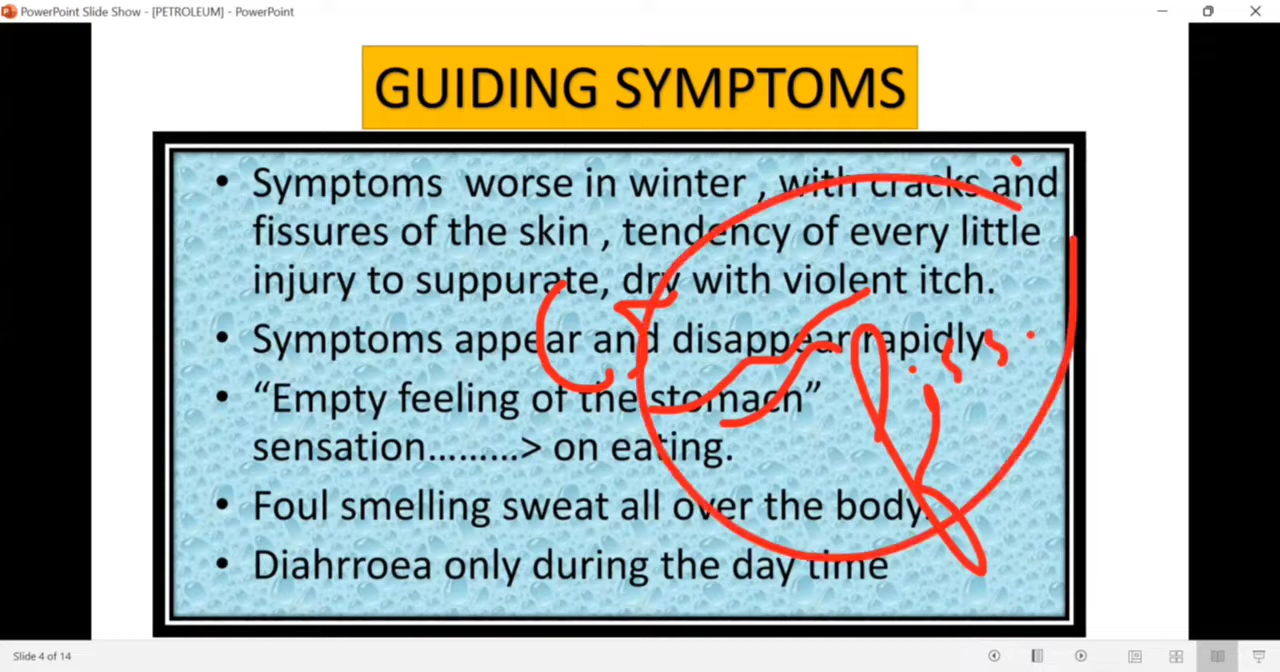 PowerPoint Slide Show - [PETROLEUM] - PowerPoint
GUIDING SYMPTOMS
• Symptoms worse in winter , with cracks and
fissures of the skin , tendency of every little
injury to suppurate, dry with violent itch.
• Symptoms appear and disappear rapidly
• “Empty feeling of the stomach”
sensation.........> on eating.
• Foul smelling sweat all over the body.
• Diahrroea only during the day time
Slide 4 of 14